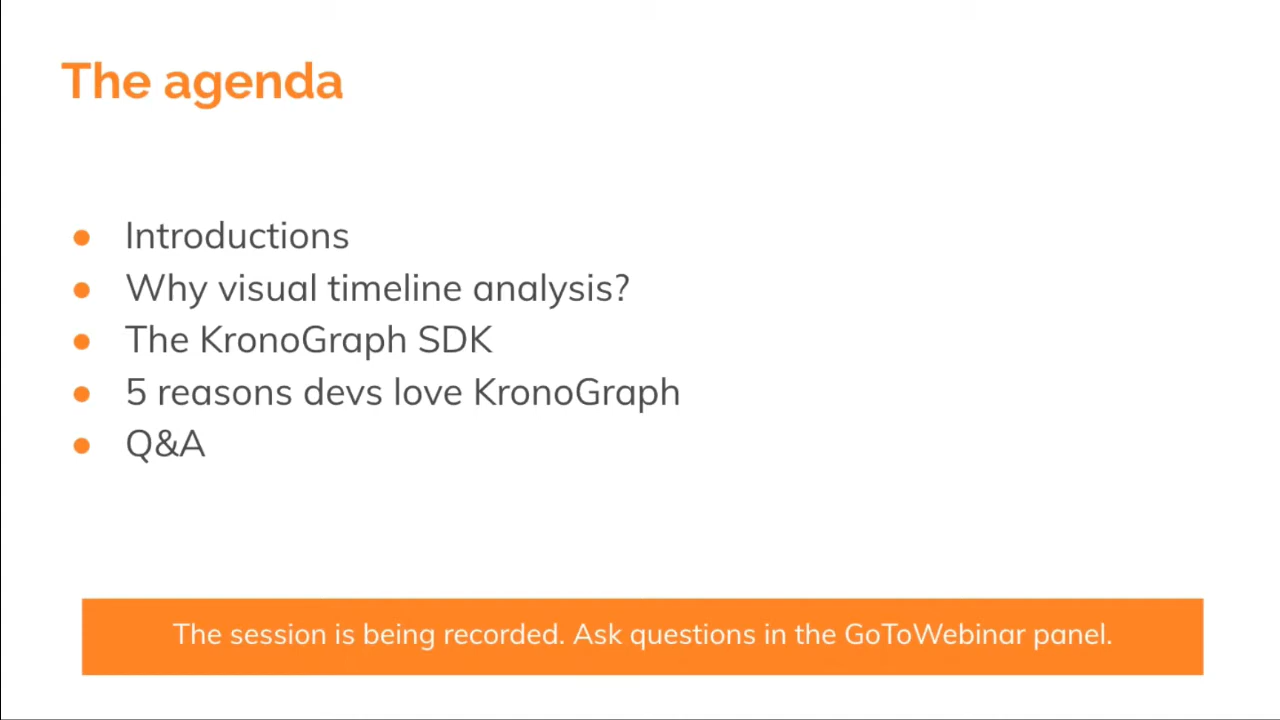 The agenda
Introductions
Why visual timeline analysis?
The KronoGraph SDK
5 reasons devs love KronoGraph
Q&A
The session is being recorded. Ask questions in the GoToWebinar panel.